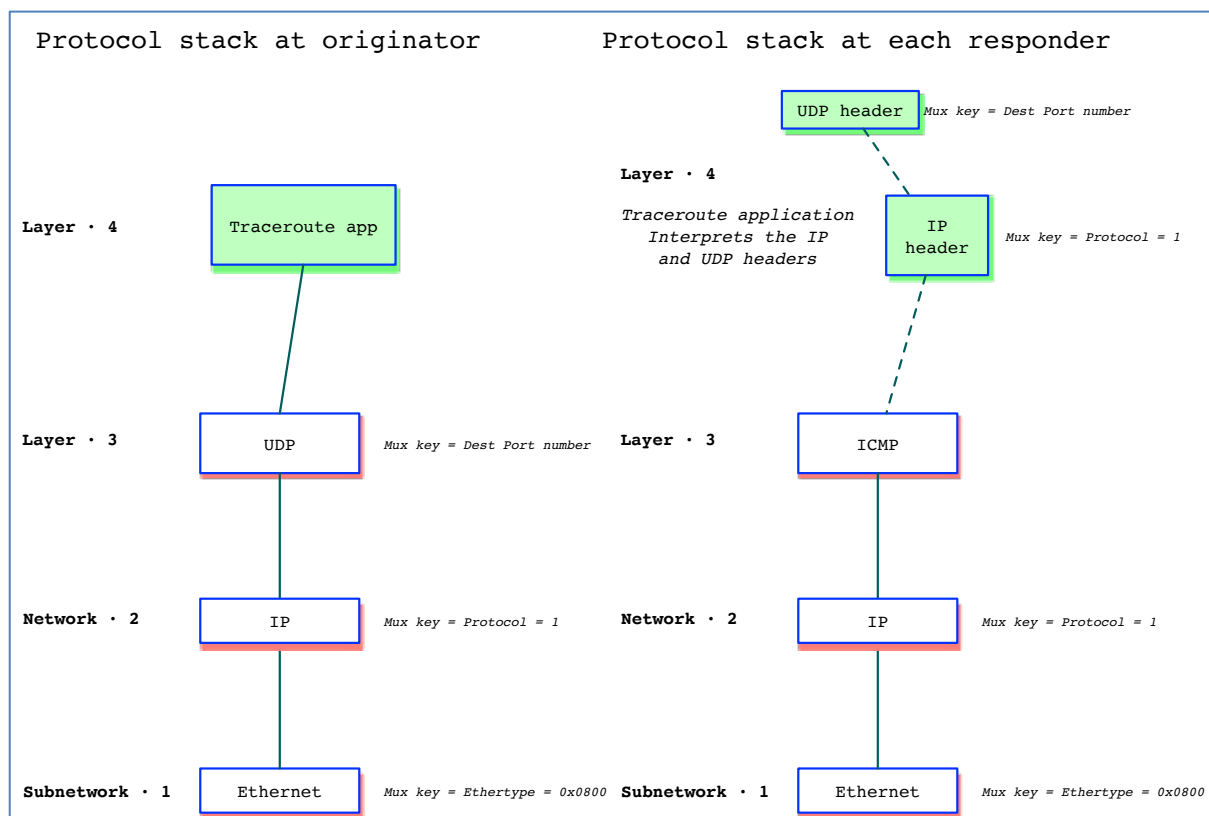 Protocol stack at originator
Protocol stack at each responder
UDP header
Mux key = Dest Port number
Layer · 4
Traceroute app
Layer · 4
Traceroute application
Interprets the IP
and UDP headers
IP
header
Mux key = Protocol = 1
Layer · 3
UDP
Mux key = Dest Port number
Layer · 3
ICMP
Network · 2
IP
Mux key = Protocol = 1
Network · 2
IP
Mux key = Protocol = 1
Subnetwork · 1
Ethernet
Mux key = Ethertype = 0x0800
Subnetwork · 1
Ethernet
Mux key = Ethertype = 0x0800